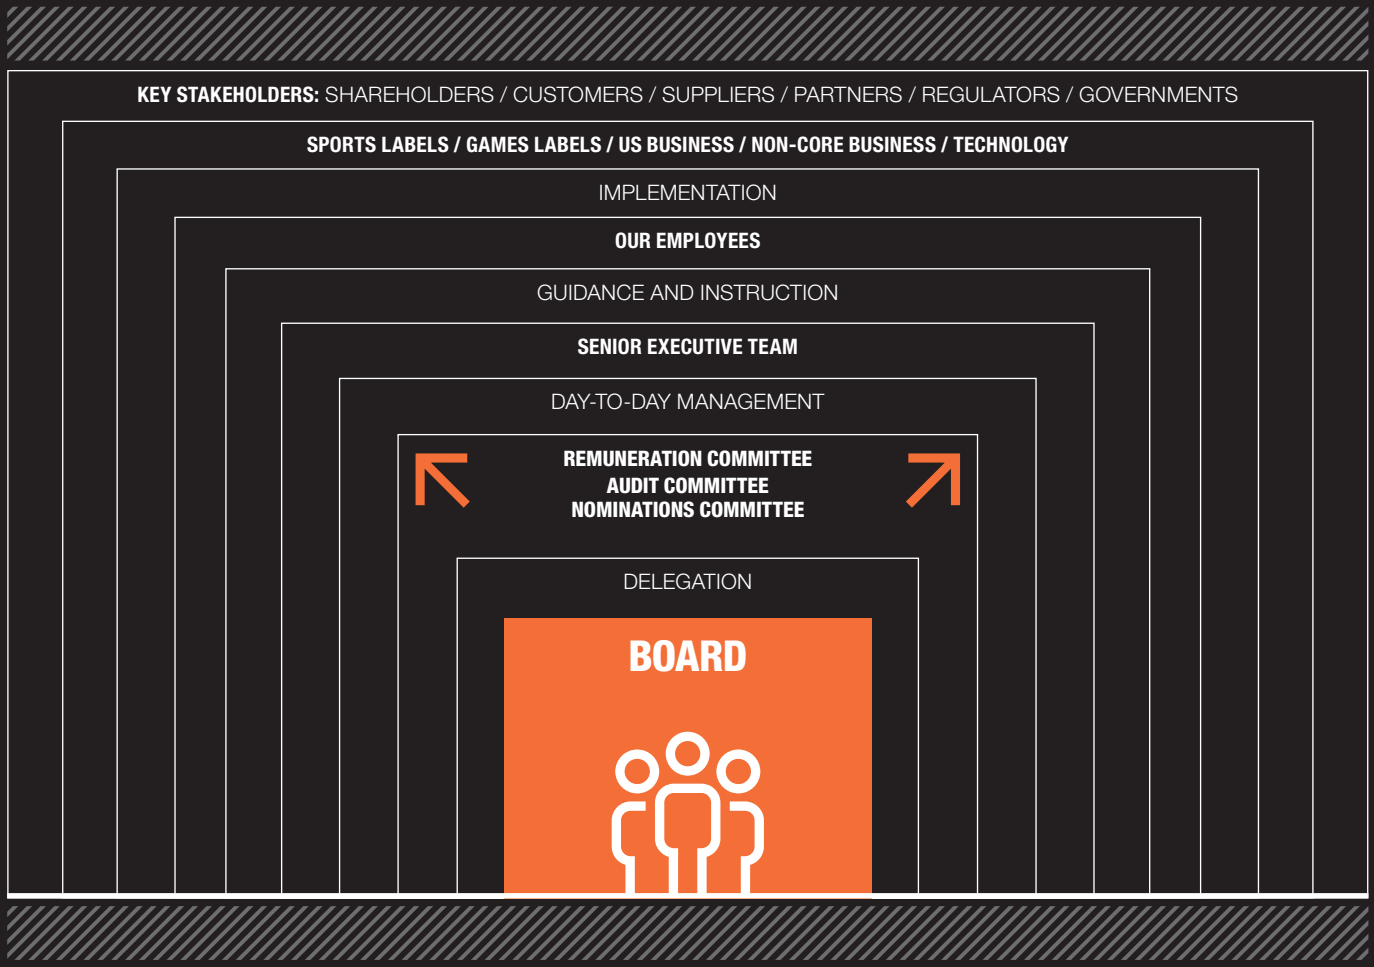 KEY STAKEHOLDERS: SHAREHOLDERS / CUSTOMERS / SUPPLIERS / PARTNERS / REGULATORS / GOVERNMENTS
SPORTS LABELS / GAMES LABELS / US BUSINESS / NON-CORE BUSINESS / TECHNOLOGY
IMPLEMENTATION
OUR EMPLOYEES
GUIDANCE AND INSTRUCTION
SENIOR EXECUTIVE TEAM
DAY-TO-DAY MANAGEMENT
REMUNERATION COMMITTEE
AUDIT COMMITTEE
NOMINATIONS COMMITTEE
DELEGATION
BOARD